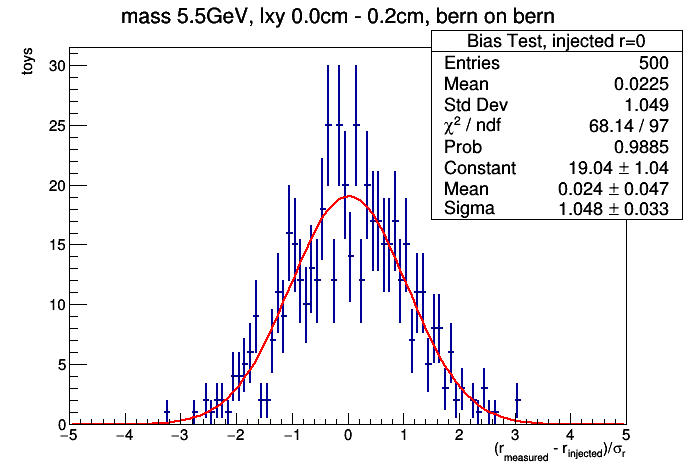 mass 5.5GeV, lxy 0.0cm - 0.2cm, bern on bern
toys
Bias Test, injected r=0
Entries 500
Mean 0.0225
Std Dev 1.049
χ² / ndf 68.14 / 97
Prob 0.9885
Constant 19.04 ± 1.04
Mean 0.024 ± 0.047
Sigma 1.048 ± 0.033
30
25
20
15
10
5
0
−5 −4 −3 −2 −1 0 1 2 3 4 5
(r_measured - r_injected)/σ_r